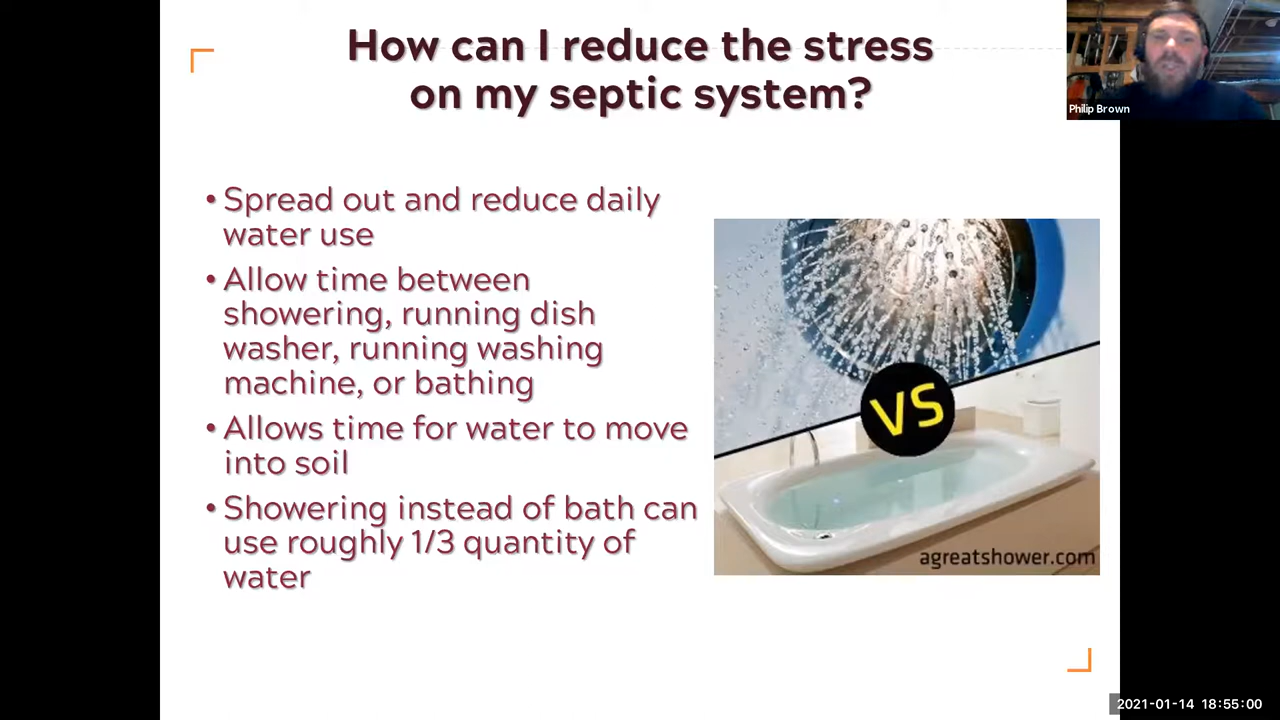 How can I reduce the stress
on my septic system?
Philip Brown
• Spread out and reduce daily
water use
• Allow time between
showering, running dish
washer, running washing
machine, or bathing
• Allows time for water to move
into soil
• Showering instead of bath can
use roughly 1/3 quantity of
water
VS
agreatshower.com
2021-01-14 18:55:00